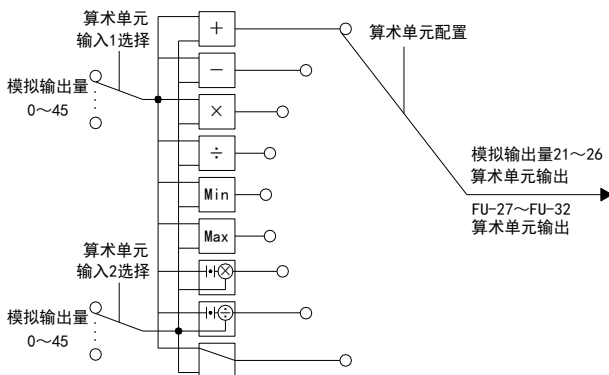 算术单元
输入1选择
模拟输出量
0～45
+
−
×
÷
Min
Max
|•|×
|•|÷
算术单元
输入2选择
模拟输出量
0～45
算术单元配置
模拟输出量21～26
算术单元输出
FU-27～FU-32
算术单元输出